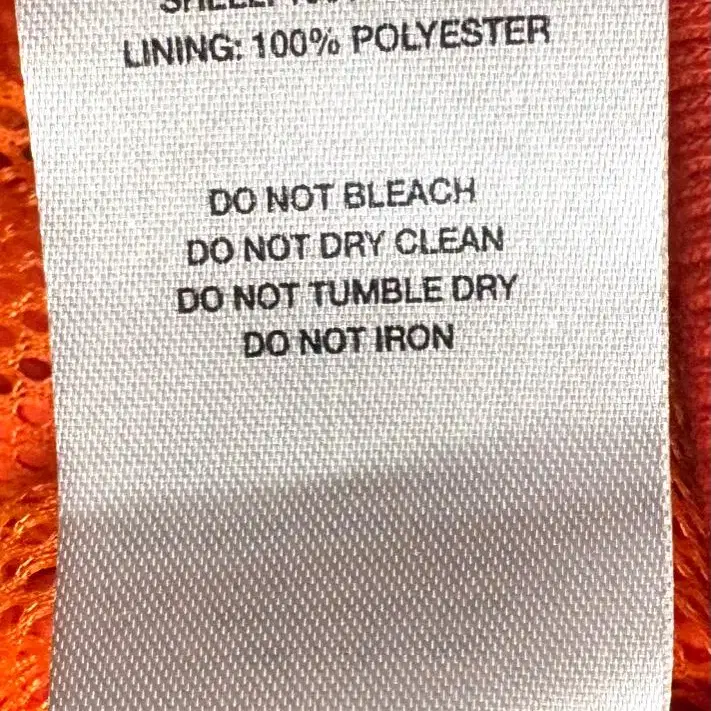 LINING: 100% POLYESTER
DO NOT BLEACH
DO NOT DRY CLEAN
DO NOT TUMBLE DRY
DO NOT IRON